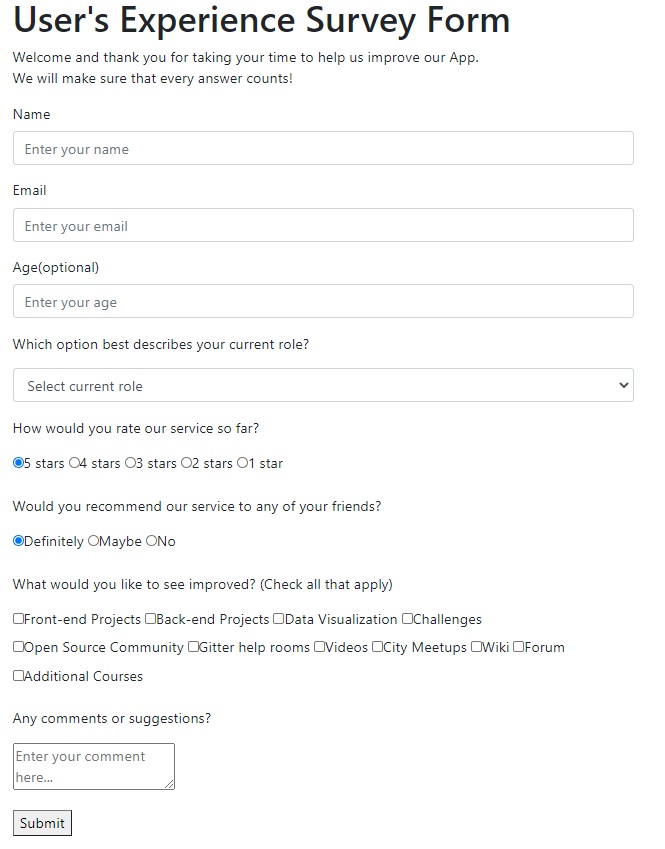 User's Experience Survey Form
Welcome and thank you for taking your time to help us improve our App.
We will make sure that every answer counts!
Name
Enter your name
Email
Enter your email
Age(optional)
Enter your age
Which option best describes your current role?
Select current role
How would you rate our service so far?
5 stars 4 stars 3 stars 2 stars 1 star
Would you recommend our service to any of your friends?
Definitely Maybe No
What would you like to see improved? (Check all that apply)
Front-end Projects Back-end Projects Data Visualization Challenges
Open Source Community Gitter help rooms Videos City Meetups Wiki Forum
Additional Courses
Any comments or suggestions?
Enter your comment
here...
Submit